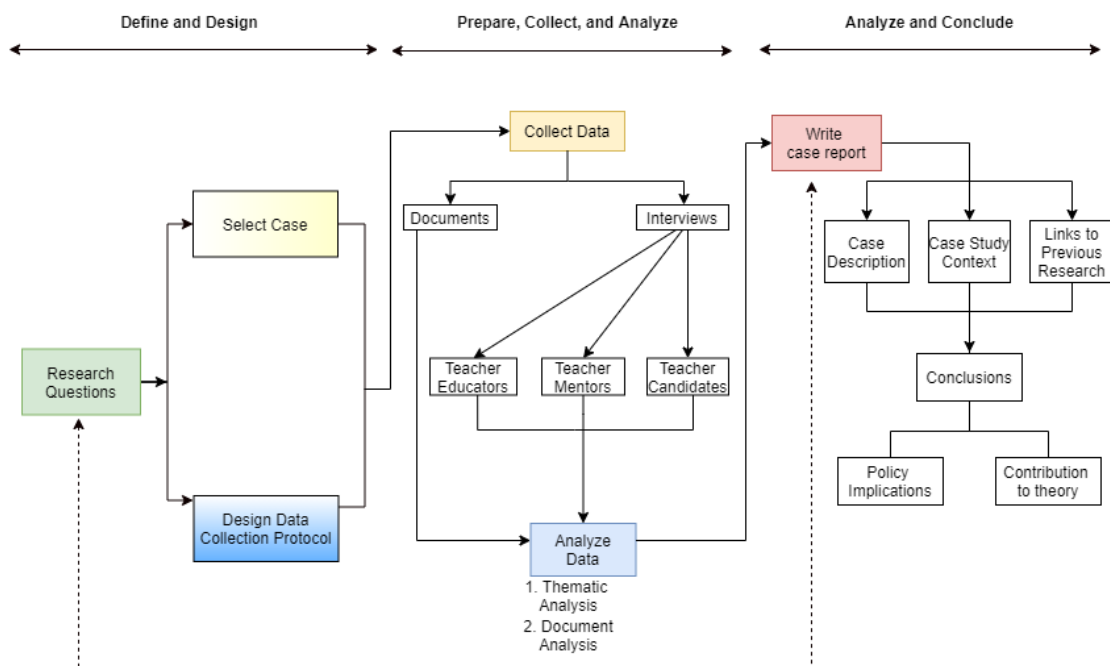 Define and Design
Prepare, Collect, and Analyze
Analyze and Conclude
Research
Questions
Select Case
Design Data
Collection Protocol
Collect Data
Documents
Interviews
Teacher
Educators
Teacher
Mentors
Teacher
Candidates
Analyze
Data
1. Thematic
Analysis
2. Document
Analysis
Write
case report
Case
Description
Case Study
Context
Links to
Previous
Research
Conclusions
Policy
Implications
Contribution
to theory